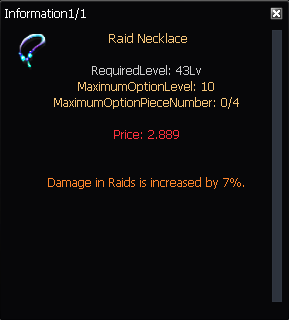 Information1/1
Raid Necklace
RequiredLevel: 43Lv
MaximumOptionLevel: 10
MaximumOptionPieceNumber: 0/4
Price: 2.889
Damage in Raids is increased by 7%.